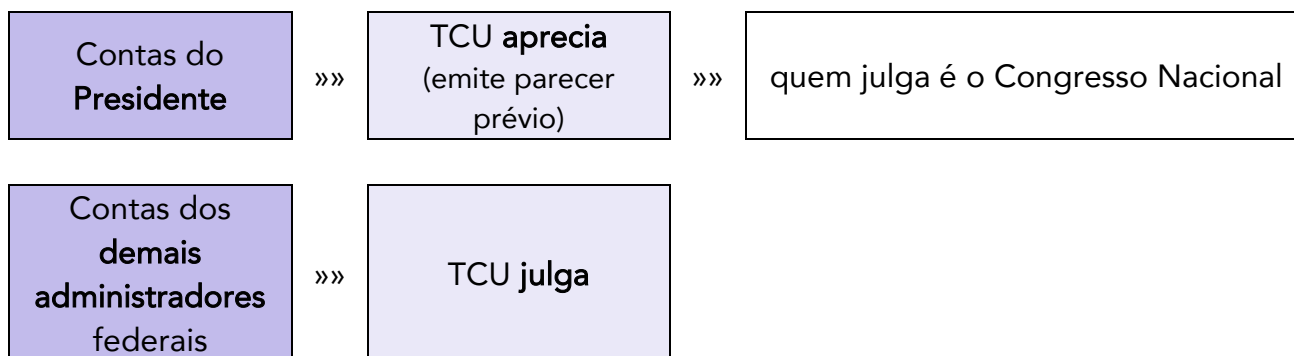 Contas do
Presidente
»»
TCU aprecia
(emite parecer
prévio)
»»
quem julga é o Congresso Nacional
Contas dos
demais
administradores
federais
»»
TCU julga